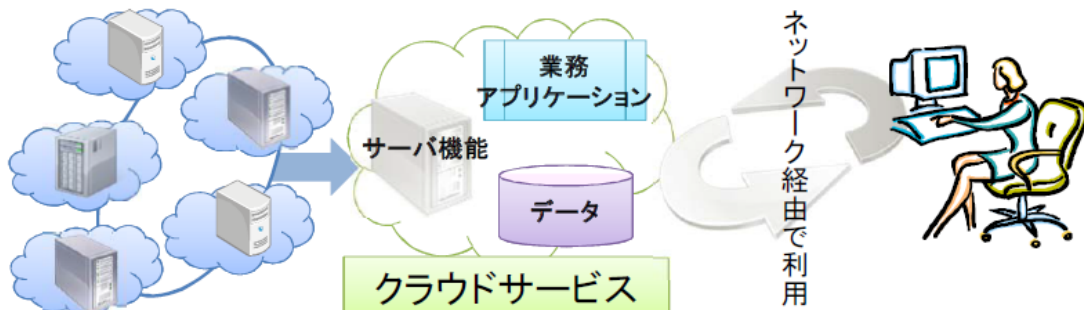 業務
アプリケーション
サーバ機能
データ
クラウドサービス
ネットワーク経由で利用